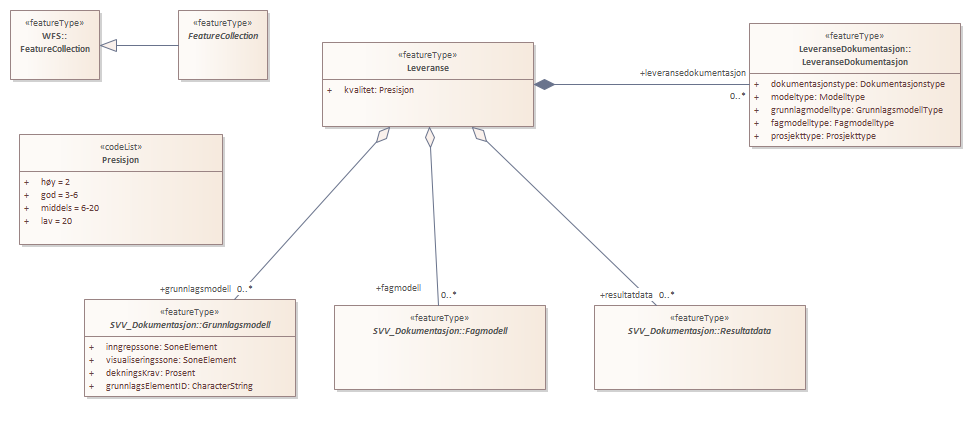 «featureType»
WFS::
FeatureCollection
«featureType»
FeatureCollection
«featureType»
Leveranse
+ kvalitet: Presisjon
+leveransedokumentasjon
0..*
«featureType»
LeveranseDokumentasjon::
LeveranseDokumentasjon
+ dokumentasjonstype: Dokumentasjonstype
+ modeltype: Modelltype
+ grunnlagmodelltype: GrunnlagsmodellType
+ fagmodelltype: Fagmodelltype
+ prosjekttype: Prosjekttype
«codeList»
Presisjon
+ høy = 2
+ god = 3-6
+ middels = 6-20
+ lav = 20
+grunnlagsmodell 0..*
+fagmodell
0..*
+resultatdata 0..*
«featureType»
SVV_Dokumentasjon::Grunnlagsmodell
+ inngrepssone: SoneElement
+ visualiseringssone: SoneElement
+ dekningsKrav: Prosent
+ grunnlagsElementID: CharacterString
«featureType»
SVV_Dokumentasjon::Fagmodell
«featureType»
SVV_Dokumentasjon::Resultatdata